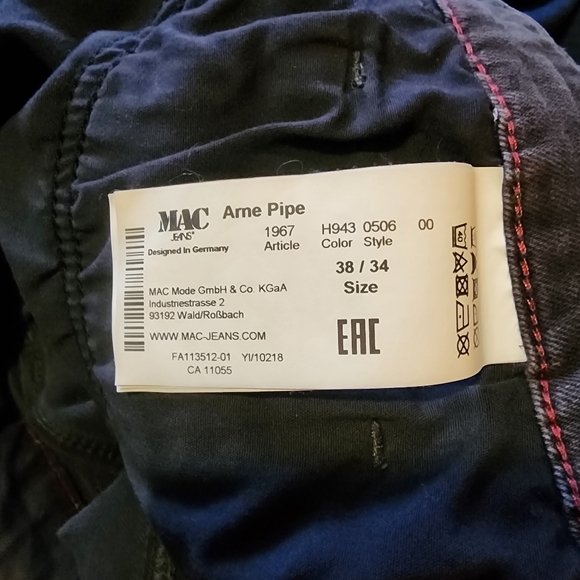 MAC
JEANS®
Arne Pipe
Designed In Germany
1967
Article
H943 0506 00
Color Style
38 / 34
Size
MAC Mode GmbH & Co. KGaA
Industriestrasse 2
93192 Wald/Roßbach
WWW.MAC-JEANS.COM
FA113512-01 YI/10218
CA 11055
EAC